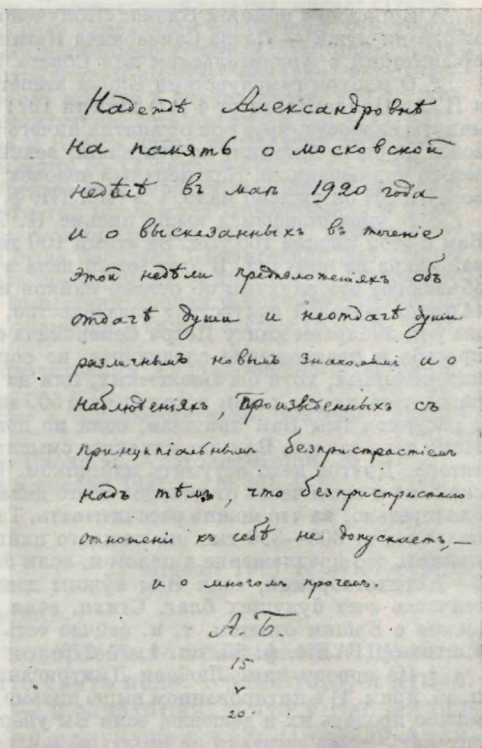 Надеждѣ Александровнѣ
на память о московской
недѣлѣ въ маѣ 1920 года
и о высказанныхъ въ теченіе
этой недѣли предположеніяхъ объ
отдачѣ души и неотдачѣ души
различнымъ новымъ знакомымъ и о
наблюденіяхъ, произведенныхъ съ
принципіальнымъ безпристрастіемъ
надъ тѣмъ, что безпристрастнаго
отношенія къ себѣ не допускаетъ,—
и о многомъ прочемъ.
А. Б.
15
V
20